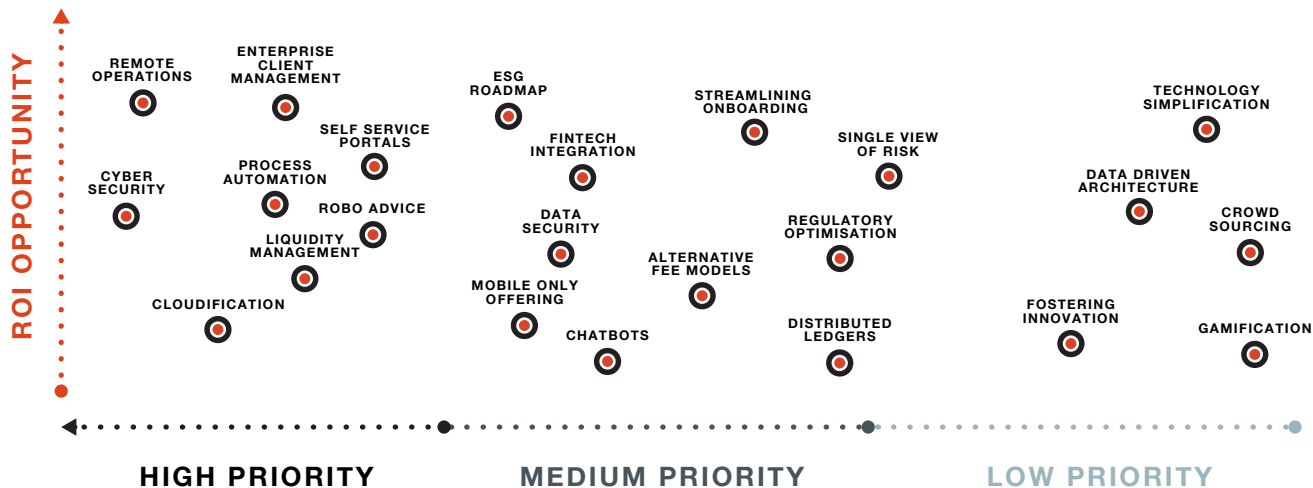 ROI OPPORTUNITY
REMOTE
OPERATIONS
ENTERPRISE
CLIENT
MANAGEMENT
SELF SERVICE
PORTALS
CYBER
SECURITY
PROCESS
AUTOMATION
ROBO ADVICE
LIQUIDITY
MANAGEMENT
CLOUDIFICATION
ESG
ROADMAP
FINTECH
INTEGRATION
STREAMLINING
ONBOARDING
SINGLE VIEW
OF RISK
DATA
SECURITY
REGULATORY
OPTIMISATION
ALTERNATIVE
FEE MODELS
MOBILE ONLY
OFFERING
CHATBOTS
DISTRIBUTED
LEDGERS
TECHNOLOGY
SIMPLIFICATION
DATA DRIVEN
ARCHITECTURE
CROWD
SOURCING
FOSTERING
INNOVATION
GAMIFICATION
HIGH PRIORITY
MEDIUM PRIORITY
LOW PRIORITY